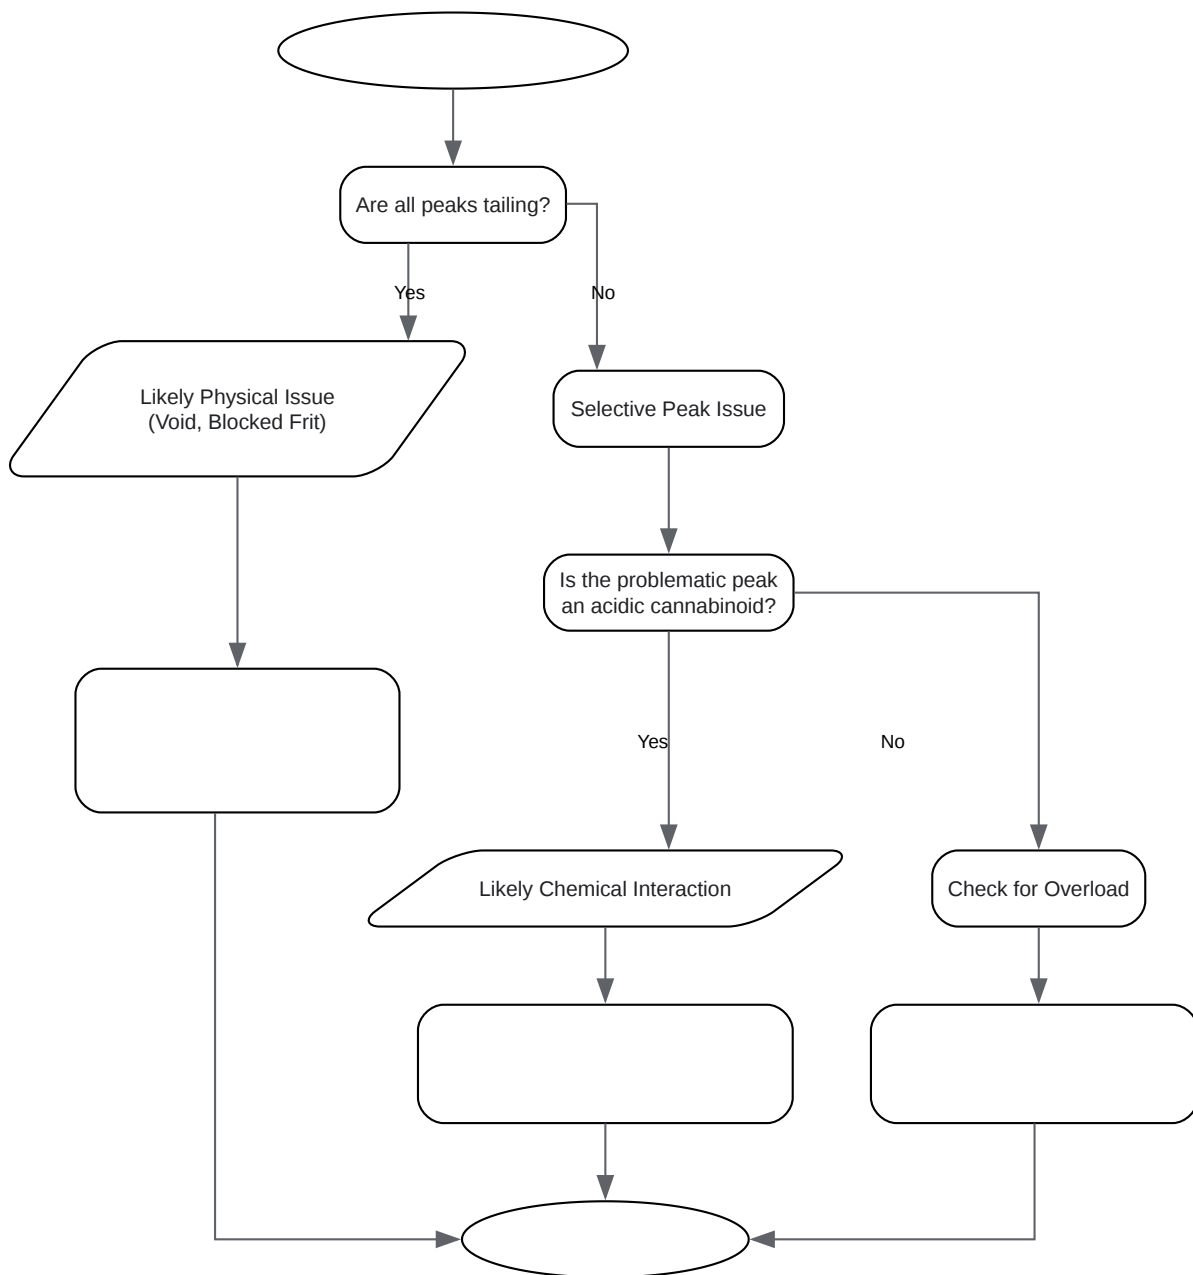 Are all peaks tailing?
Yes
No
Likely Physical Issue
(Void, Blocked Frit)
Selective Peak Issue
Is the problematic peak
an acidic cannabinoid?
Yes
No
Likely Chemical Interaction
Check for Overload